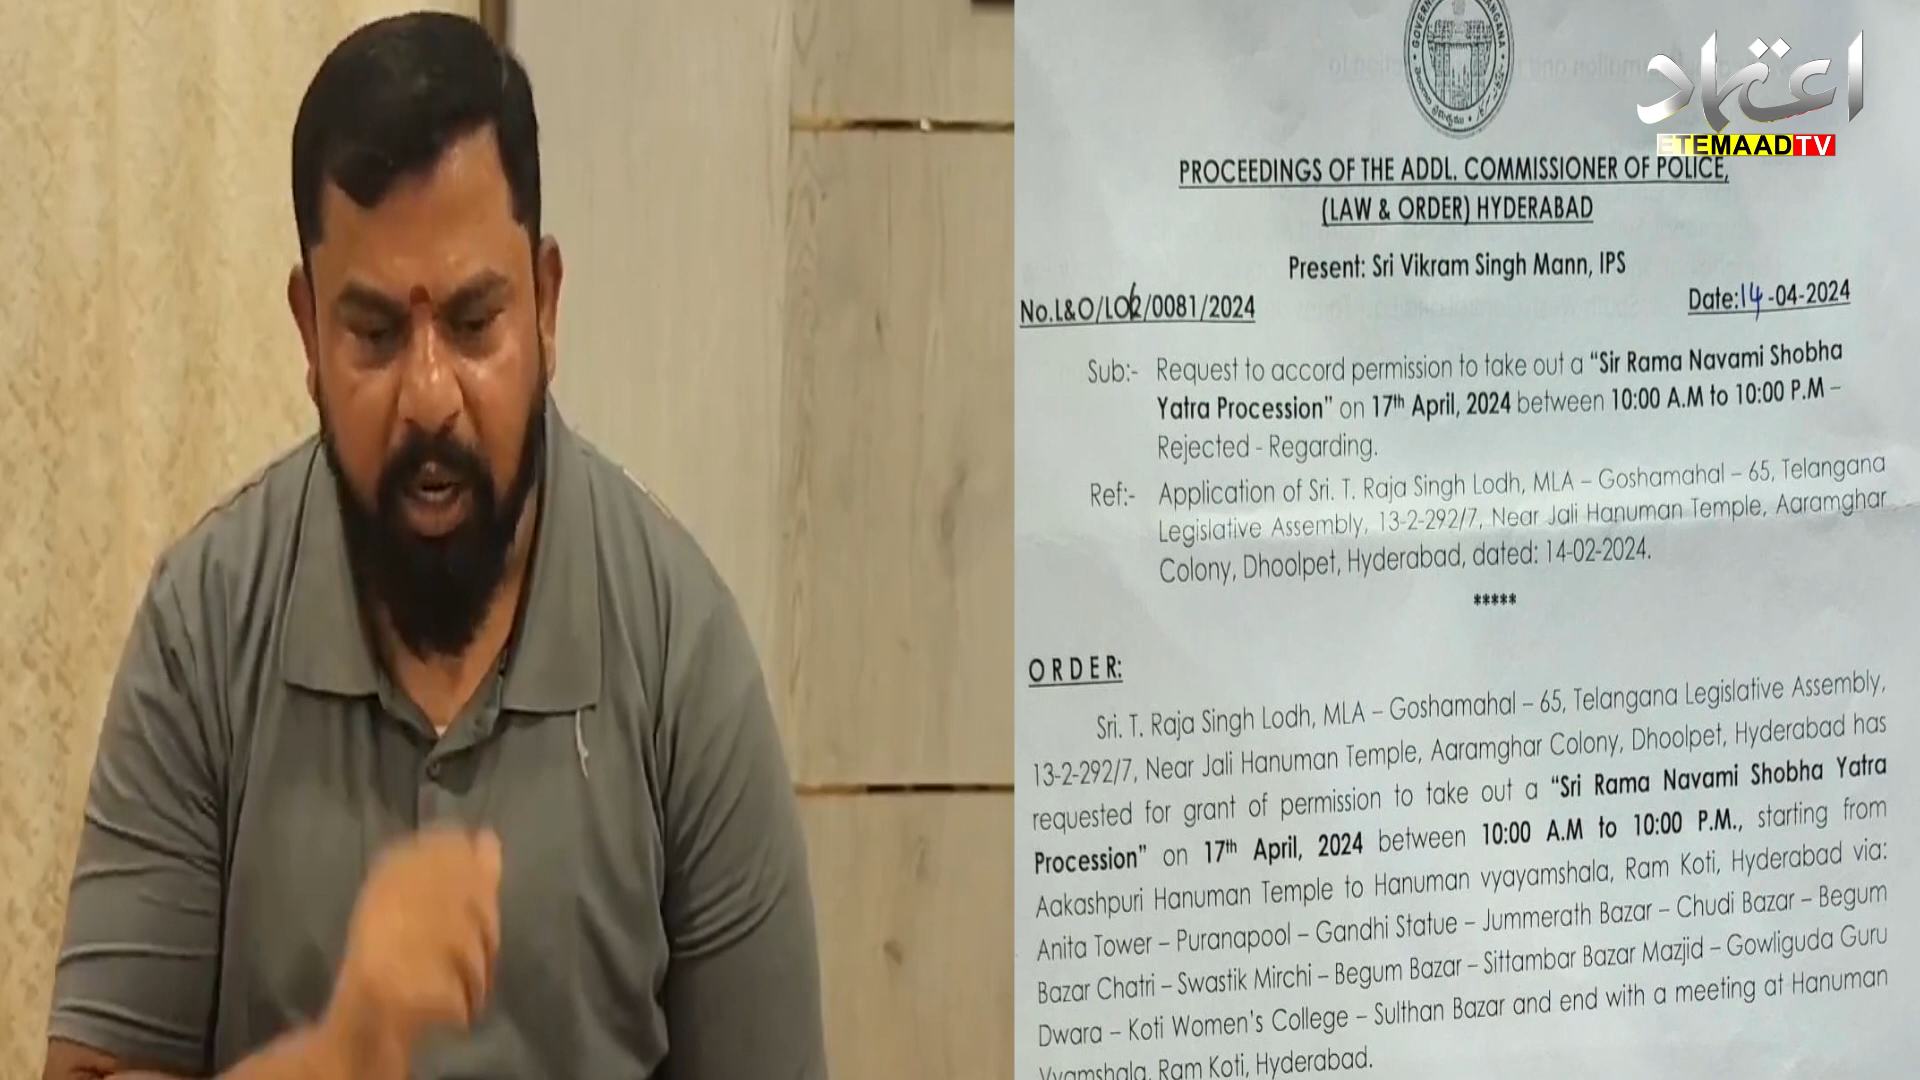 اعتماد
ETEMAADTV
PROCEEDINGS OF THE ADDL. COMMISSIONER OF POLICE,
(LAW & ORDER) HYDERABAD
Present: Sri Vikram Singh Mann, IPS
No.L&O/LOR/0081/2024
Date:14-04-2024
Sub:- Request to accord permission to take out a “Sir Rama Navami Shobha
Yatra Procession” on 17th April, 2024 between 10:00 A.M to 10:00 P.M –
Rejected - Regarding.
Ref:- Application of Sri. T. Raja Singh Lodh, MLA – Goshamahal – 65, Telangana
Legislative Assembly, 13-2-292/7, Near Jali Hanuman Temple, Aaramghar
Colony, Dhoolpet, Hyderabad, dated: 14-02-2024.
*****
ORDER:
Sri. T. Raja Singh Lodh, MLA – Goshamahal – 65, Telangana Legislative Assembly,
13-2-292/7, Near Jali Hanuman Temple, Aaramghar Colony, Dhoolpet, Hyderabad has
requested for grant of permission to take out a “Sri Rama Navami Shobha Yatra
Procession” on 17th April, 2024 between 10:00 A.M to 10:00 P.M., starting from
Aakashpuri Hanuman Temple to Hanuman vyayamshala, Ram Koti, Hyderabad via:
Anita Tower – Puranapool – Gandhi Statue – Jummerath Bazar – Chudi Bazar – Begum
Bazar Chatri – Swastik Mirchi – Begum Bazar – Sittambar Bazar Mazjid – Gowliguda Guru
Dwara – Koti Women's College – Sulthan Bazar and end with a meeting at Hanuman
Vyamshala, Ram Koti, Hyderabad.